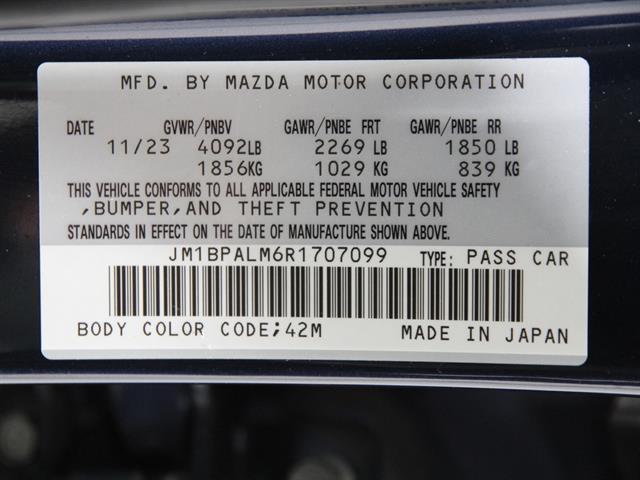 MFD. BY MAZDA MOTOR CORPORATION
DATE GVWR/PNBV GAWR/PNBE FRT GAWR/PNBE RR
11/23 4092LB 2269 LB 1850 LB
1856KG 1029 KG 839 KG
THIS VEHICLE CONFORMS TO ALL APPLICABLE FEDERAL MOTOR VEHICLE SAFETY
,BUMPER,AND THEFT PREVENTION
STANDARDS IN EFFECT ON THE DATE OF MANUFACTURE SHOWN ABOVE.
JM1BPALM6R1707099 TYPE: PASS CAR
BODY COLOR CODE;42M MADE IN JAPAN